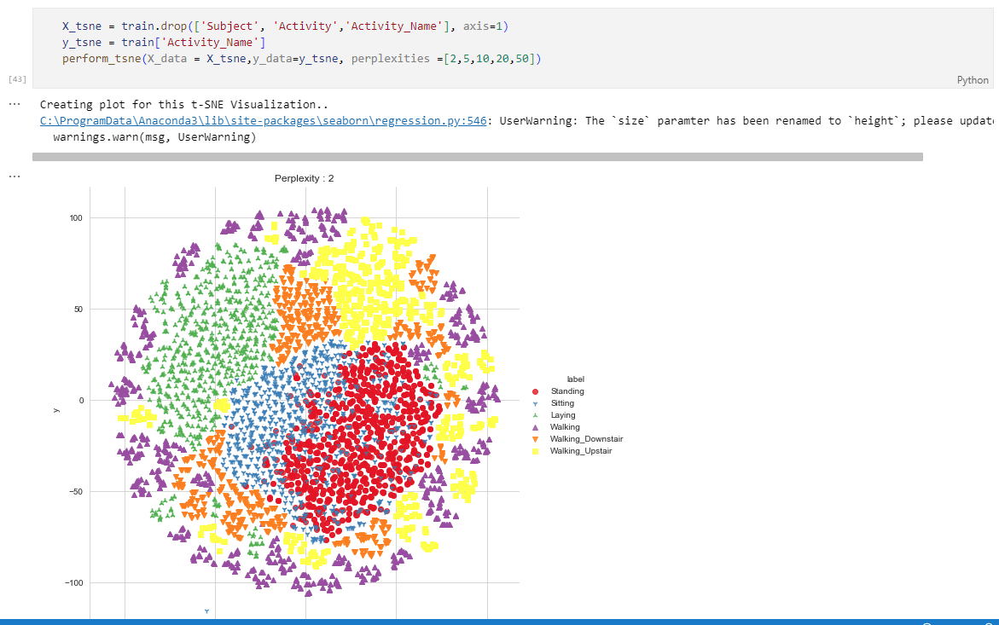 X_tsne = train.drop(['Subject', 'Activity','Activity_Name'], axis=1)
y_tsne = train['Activity_Name']
perform_tsne(X_data = X_tsne,y_data=y_tsne, perplexities =[2,5,10,20,50])
[43]
Python
...
Creating plot for this t-SNE Visualization..
C:\ProgramData\Anaconda3\lib\site-packages\seaborn\regression.py:546: UserWarning: The `size` paramter has been renamed to `height`; please update
warnings.warn(msg, UserWarning)
...
Perplexity : 2
100
50
0
−50
−100
y
label
Standing
Sitting
Laying
Walking
Walking_Downstair
Walking_Upstair